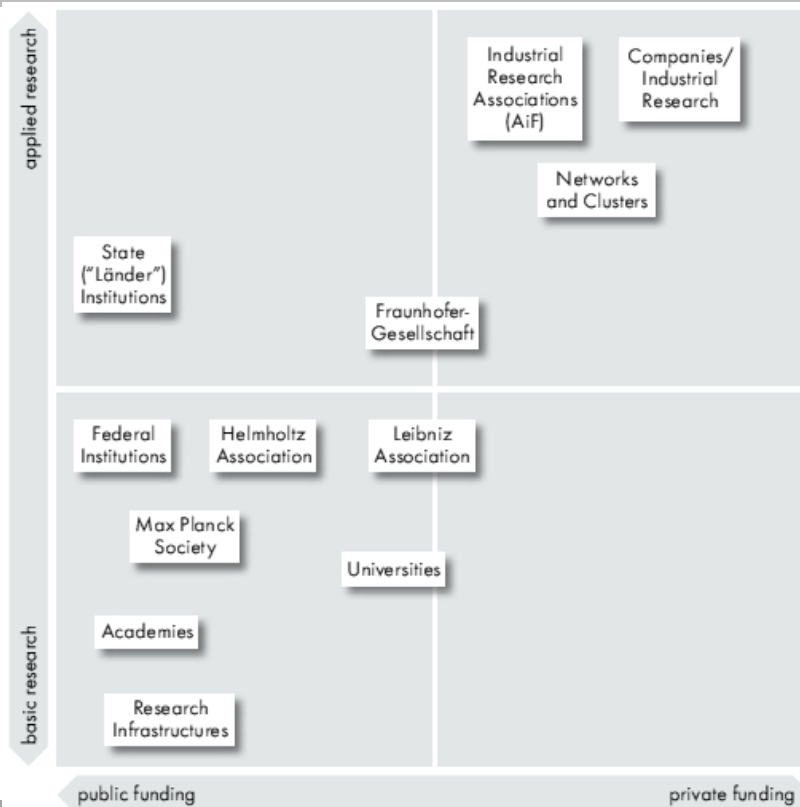 applied research
Industrial
Research
Associations
(AiF)
Companies/
Industrial
Research
Networks
and Clusters
State
(“Länder”)
Institutions
Fraunhofer-
Gesellschaft
Federal
Institutions
Helmholtz
Association
Leibniz
Association
Max Planck
Society
Universities
Academies
Research
Infrastructures
basic research
public funding
private funding